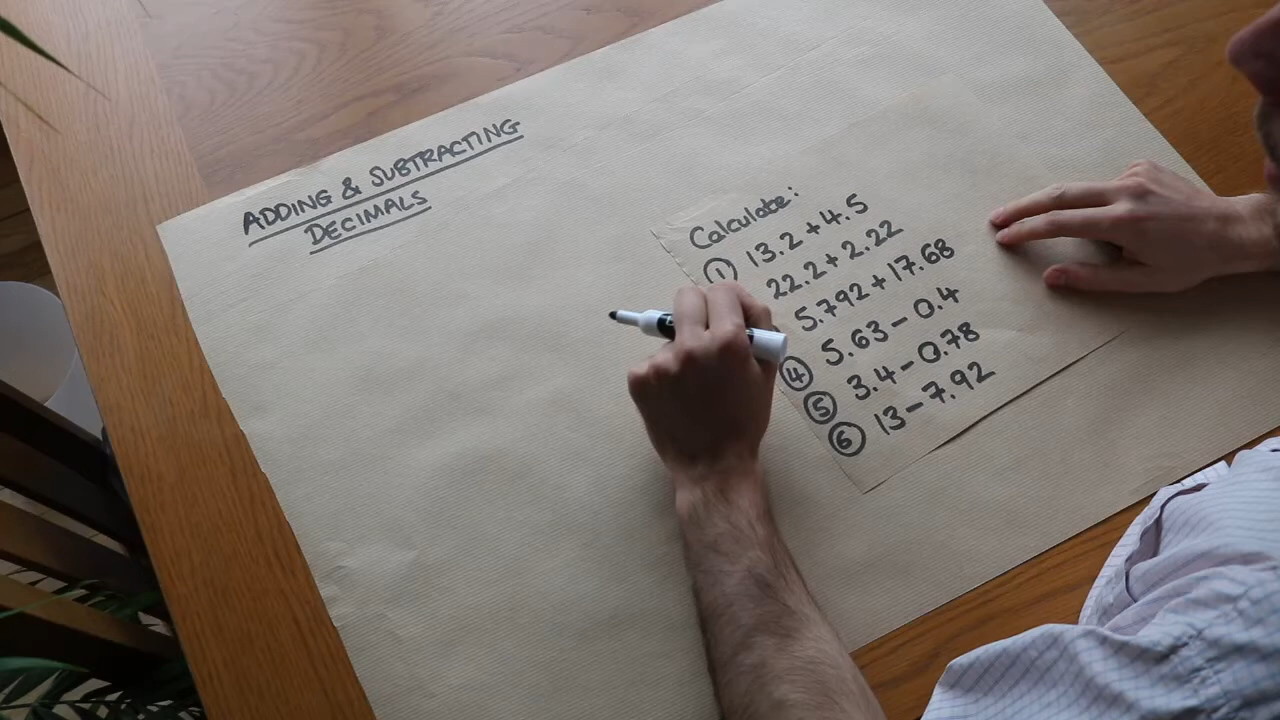 ADDING & SUBTRACTING
DECIMALS
Calculate:
① 13.2 + 4.5
22.2 + 2.22
5.792 + 17.68
④ 5.63 - 0.4
⑤ 3.4 - 0.78
⑥ 13 - 7.92